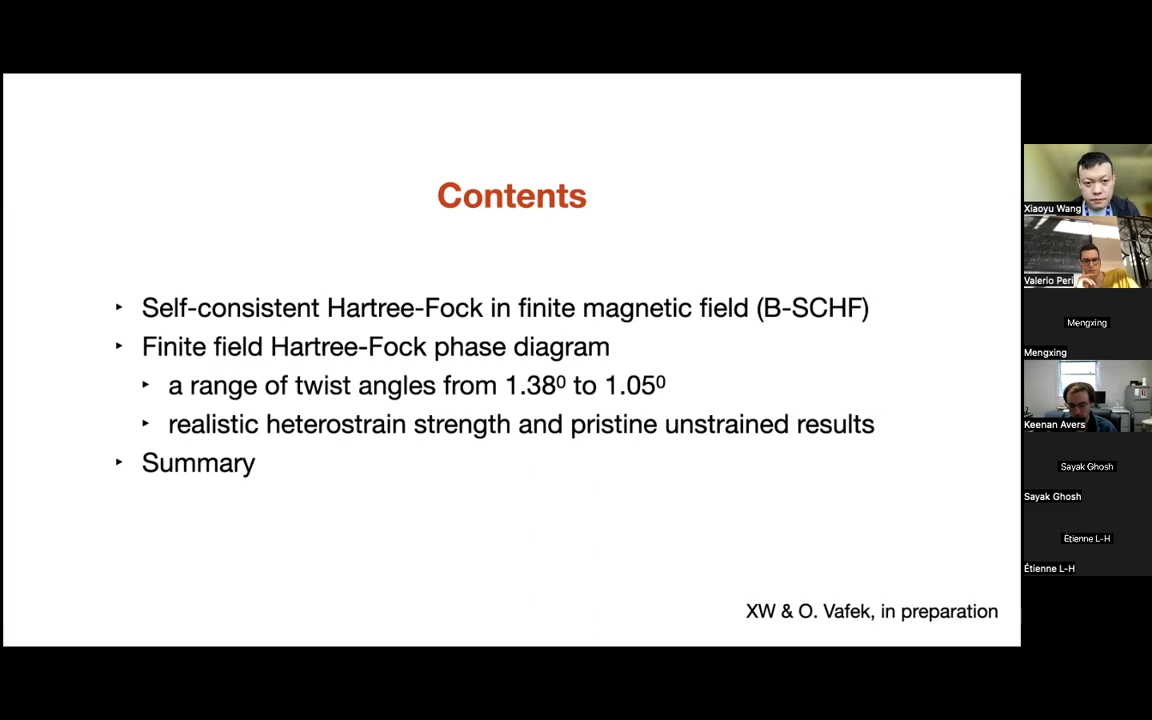 Contents
‣ Self-consistent Hartree-Fock in finite magnetic field (B-SCHF)
‣ Finite field Hartree-Fock phase diagram
‣ a range of twist angles from 1.38⁰ to 1.05⁰
‣ realistic heterostrain strength and pristine unstrained results
‣ Summary
XW & O. Vafek, in preparation
Xiaoyu Wang
Valerio Peri
Mengxing
Mengxing
Keenan Avers
Sayak Ghosh
Sayak Ghosh
Étienne L-H
Étienne L-H